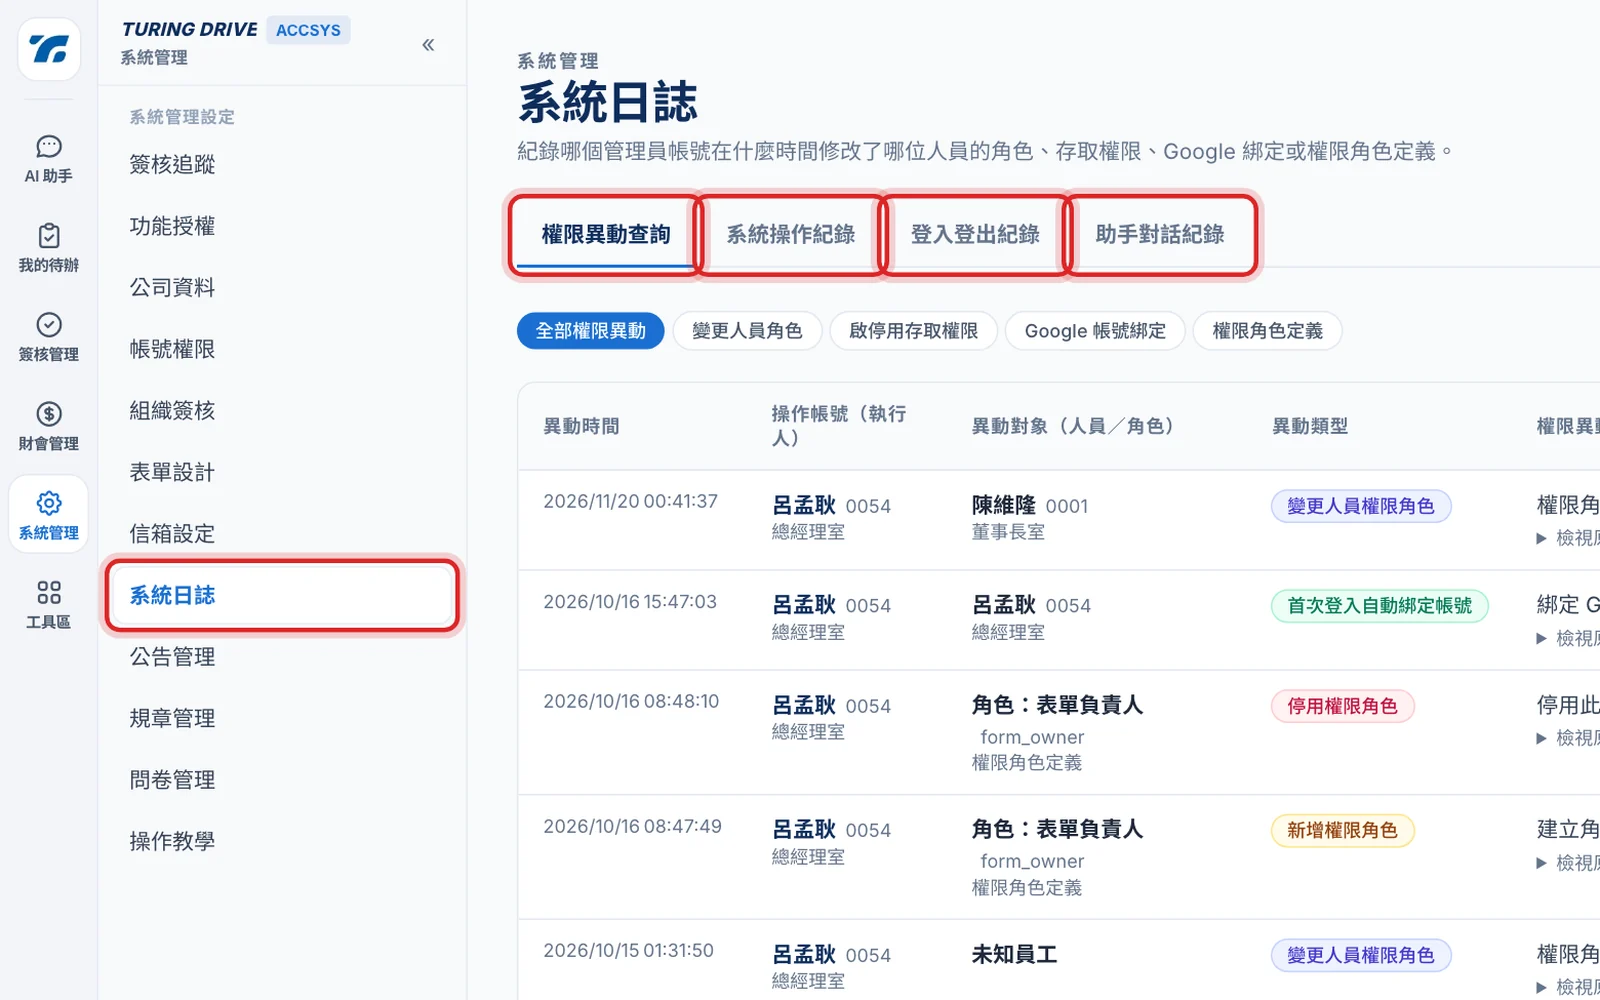 TURING DRIVE ACCSYS
系統管理
«
AI 助手
我的待辦
簽核管理
財會管理
系統管理
工具區
系統管理設定
簽核追蹤
功能授權
公司資料
帳號權限
組織簽核
表單設計
信箱設定
系統日誌
公告管理
規章管理
問卷管理
操作教學
系統管理
系統日誌
紀錄哪個管理員帳號在什麼時間修改了哪位人員的角色、存取權限、Google 綁定或權限角色定義。
權限異動查詢 系統操作紀錄 登入登出紀錄 助手對話紀錄
全部權限異動 變更人員角色 啟停用存取權限 Google 帳號綁定 權限角色定義
異動時間 操作帳號（執行人） 異動對象（人員／角色） 異動類型 權限異
2026/11/20 00:41:37 呂孟耿 0054 陳維隆 0001 變更人員權限角色 權限角
總經理室 董事長室 ▶ 檢視
2026/10/16 15:47:03 呂孟耿 0054 呂孟耿 0054 首次登入自動綁定帳號 綁定 G
總經理室 總經理室 ▶ 檢視
2026/10/16 08:48:10 呂孟耿 0054 角色：表單負責人 停用權限角色 停用此
總經理室 form_owner ▶ 檢視
權限角色定義
2026/10/16 08:47:49 呂孟耿 0054 角色：表單負責人 新增權限角色 建立角
總經理室 form_owner ▶ 檢視
權限角色定義
2026/10/15 01:31:50 呂孟耿 0054 未知員工 變更人員權限角色 權限角
總經理室 ▶ 檢視